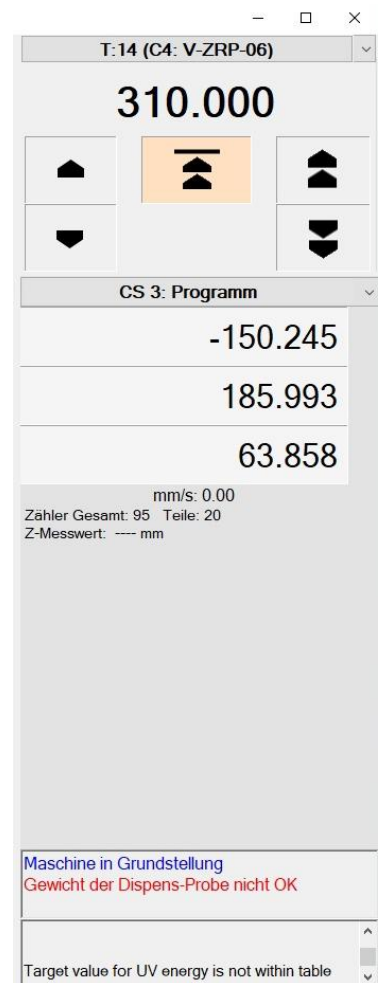 T:14 (C4: V-ZRP-06)
310.000
CS 3: Programm
-150.245
185.993
63.858
mm/s: 0.00
Zähler Gesamt: 95 Teile: 20
Z-Messwert: ---- mm
Maschine in Grundstellung
Gewicht der Dispens-Probe nicht OK
Target value for UV energy is not within table